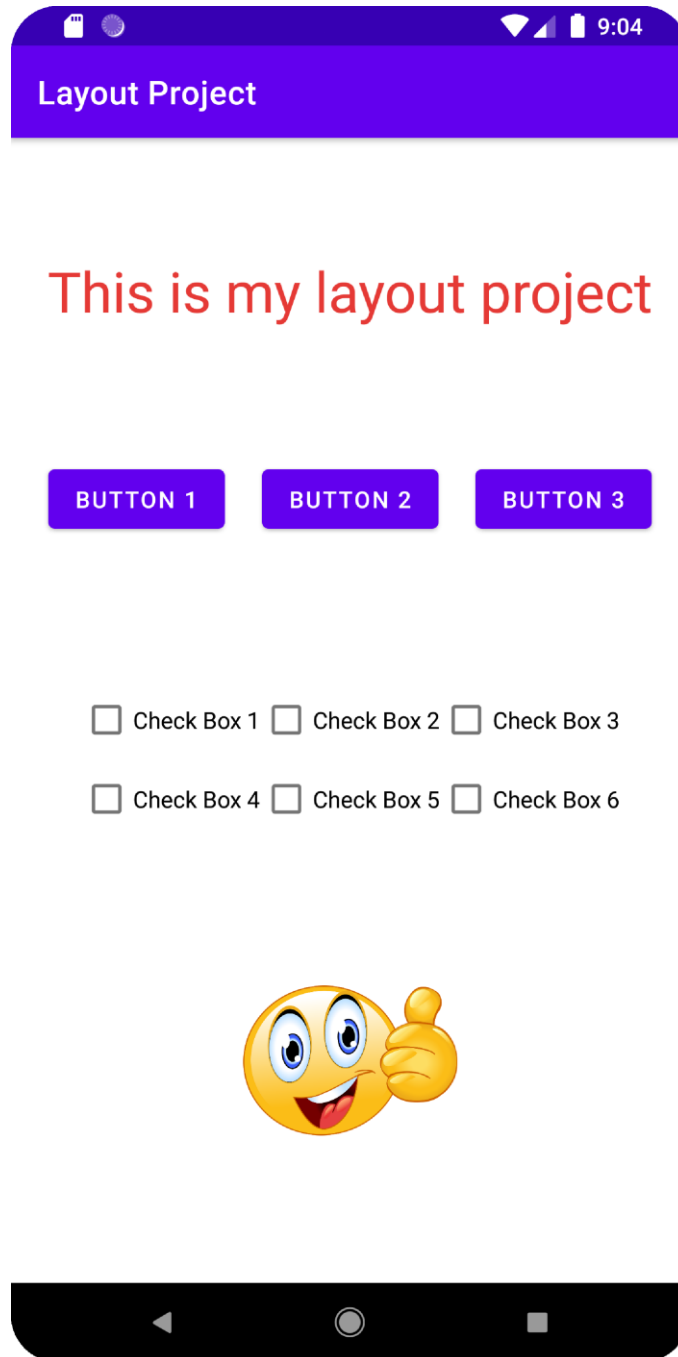 9:04
Layout Project
This is my layout project
BUTTON 1 BUTTON 2 BUTTON 3
Check Box 1 Check Box 2 Check Box 3
Check Box 4 Check Box 5 Check Box 6